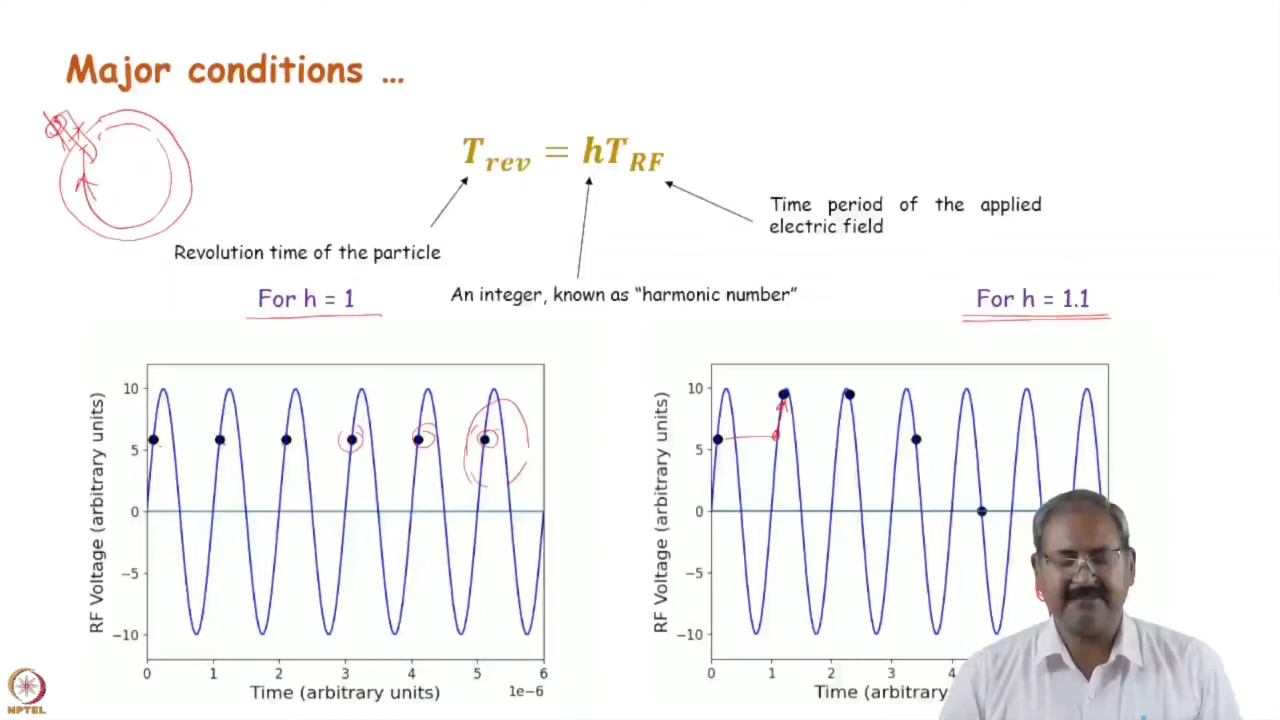 Major conditions ...
T_rev = hT_RF
Time period of the applied
electric field
Revolution time of the particle
An integer, known as “harmonic number”
For h = 1
For h = 1.1
RF Voltage (arbitrary units)
10
5
0
−5
−10
0 1 2 3 4 5 6
Time (arbitrary units)
1e−6
RF Voltage (arbitrary units)
10
5
0
−5
−10
0 1 2 3 4
Time (arbitrary
NPTEL